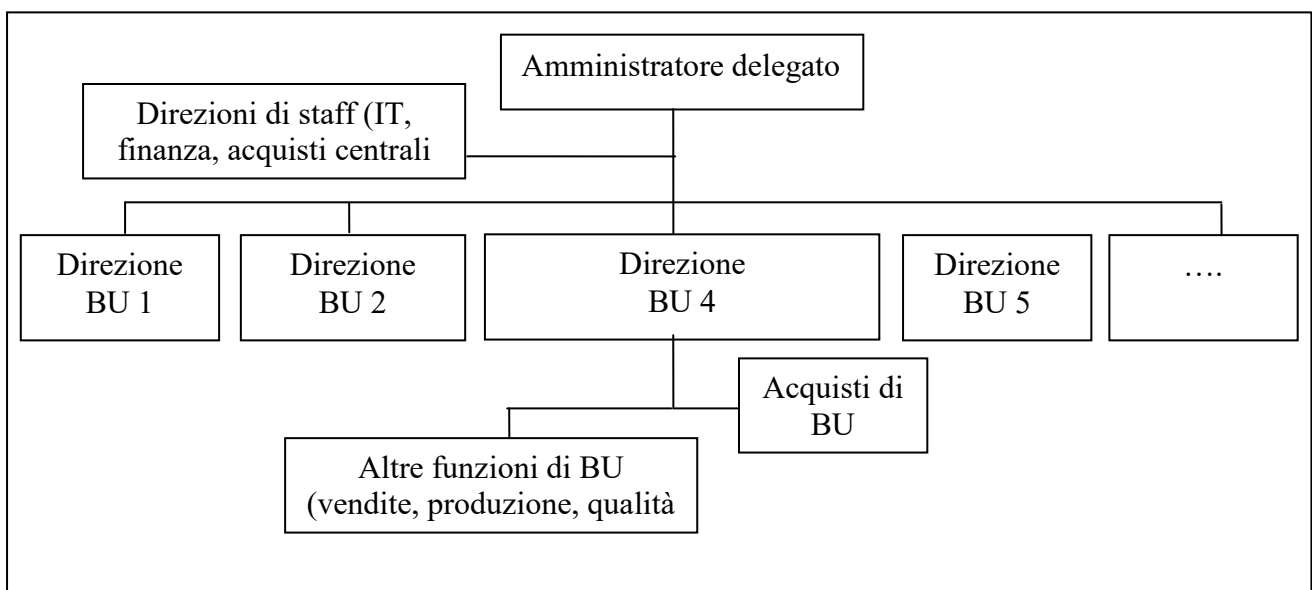 Amministratore delegato
Direzioni di staff (IT,
finanza, acquisti centrali
Direzione
BU 1
Direzione
BU 2
Direzione
BU 4
Direzione
BU 5
….
Acquisti di
BU
Altre funzioni di BU
(vendite, produzione, qualità